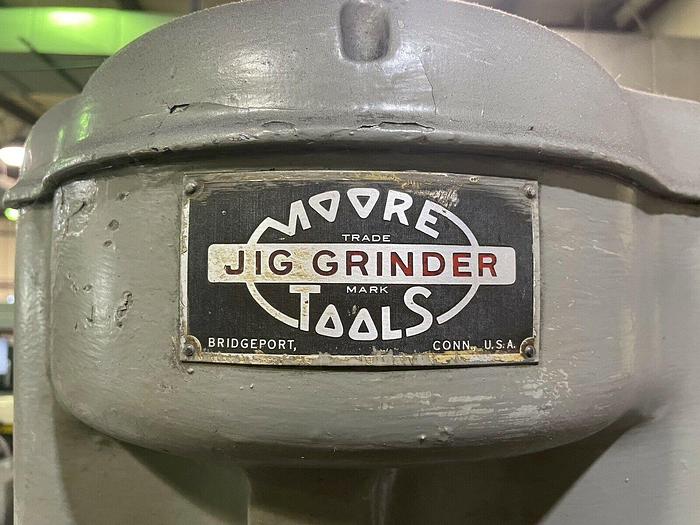 MOORE
TRADE
JIG GRINDER
MARK
TOOLS
BRIDGEPORT, CONN., U.S.A.